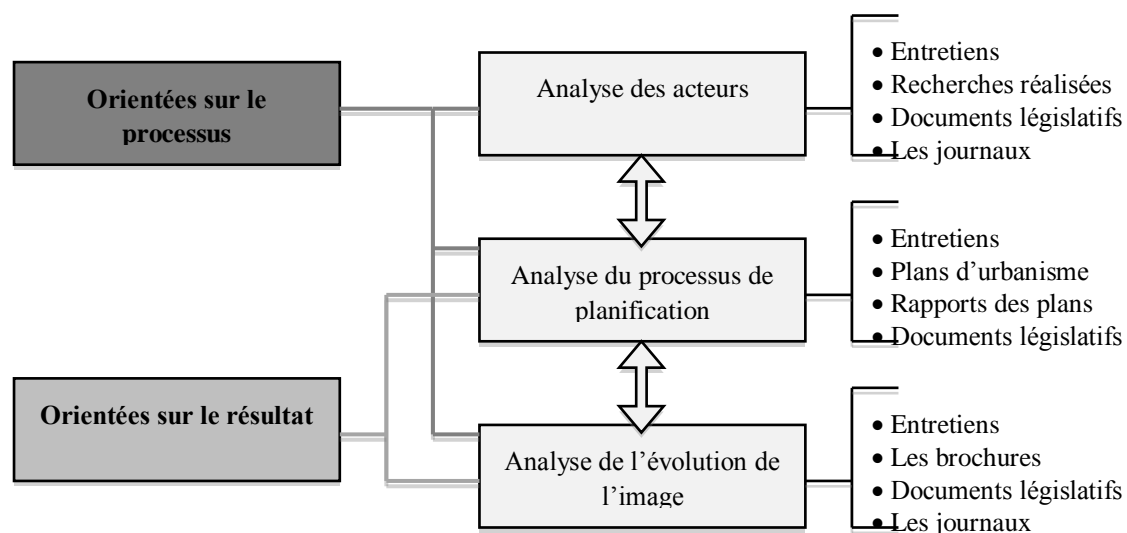 Orientées sur le
processus
Orientées sur le résultat
Analyse des acteurs
Analyse du processus de
planification
Analyse de l’évolution de
l’image
• Entretiens
• Recherches réalisées
• Documents législatifs
• Les journaux
• Entretiens
• Plans d’urbanisme
• Rapports des plans
• Documents législatifs
• Entretiens
• Les brochures
• Documents législatifs
• Les journaux